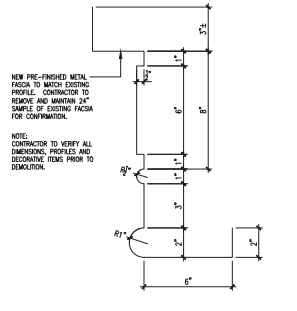 3"±
1"
NEW PRE-FINISHED METAL
FASCIA TO MATCH EXISTING
PROFILE. CONTRACTOR TO
REMOVE AND MAINTAIN 24"
SAMPLE OF EXISTING FACSIA
FOR CONFIRMATION.
6"
8"
NOTE:
CONTRACTOR TO VERIFY ALL
DIMENSIONS, PROFILES AND
DECORATIVE ITEMS PRIOR TO
DEMOLITION.
1"
1"
3"
R1"
2"
2"
6"